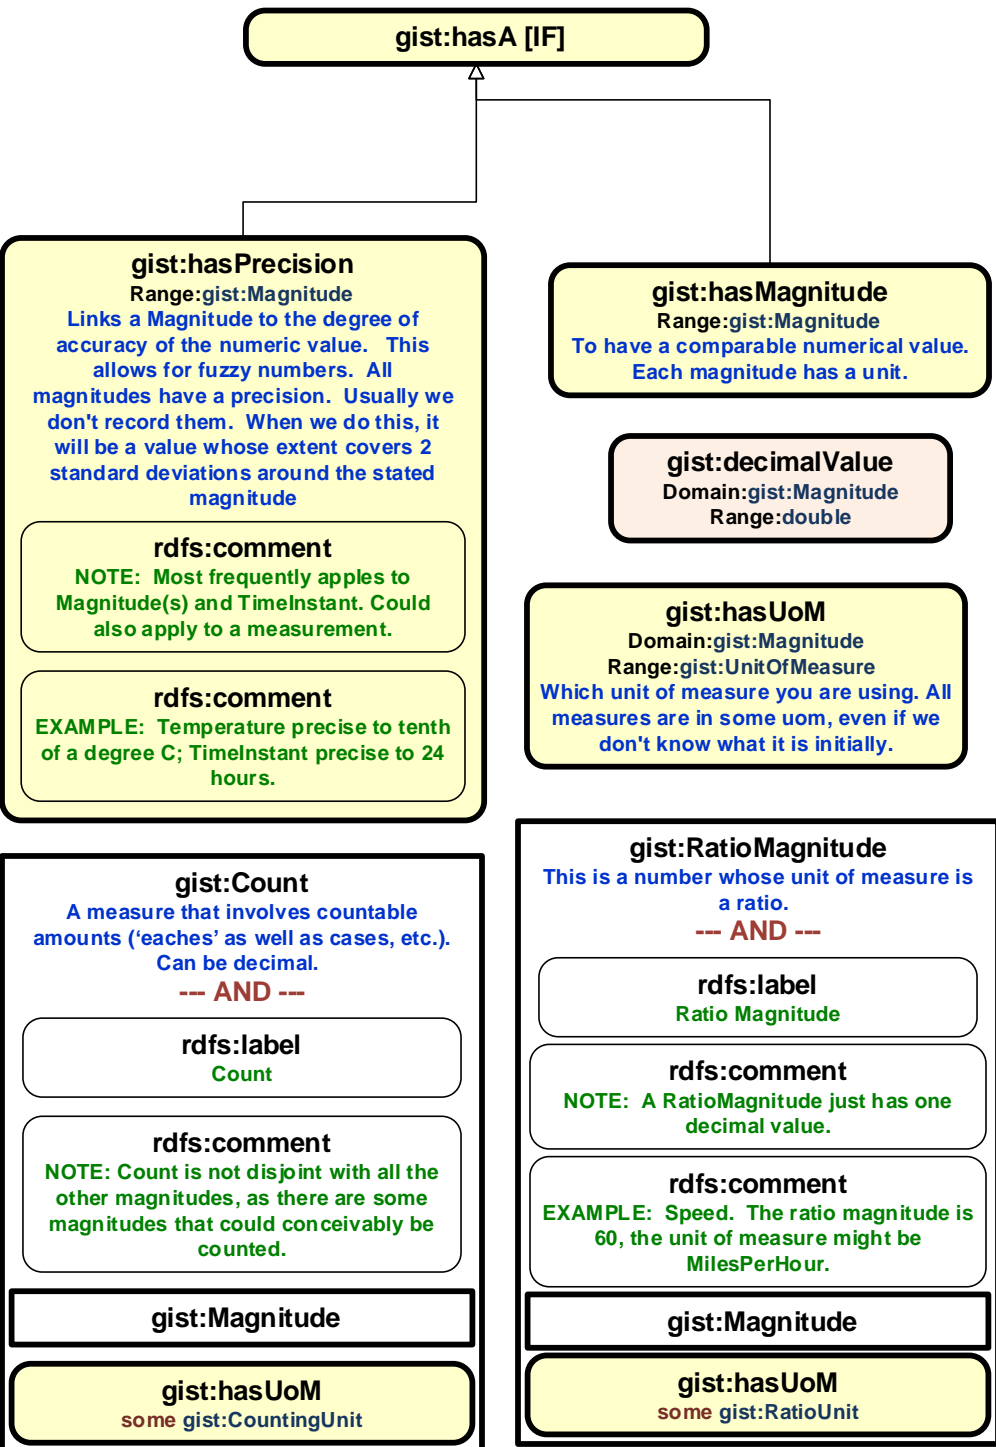 gist:hasA [IF]
gist:hasPrecision
Range:gist:Magnitude
Links a Magnitude to the degree of
accuracy of the numeric value. This
allows for fuzzy numbers. All
magnitudes have a precision. Usually we
don't record them. When we do this, it
will be a value whose extent covers 2
standard deviations around the stated
magnitude
rdfs:comment
NOTE: Most frequently apples to
Magnitude(s) and TimeInstant. Could
also apply to a measurement.
rdfs:comment
EXAMPLE: Temperature precise to tenth
of a degree C; TimeInstant precise to 24
hours.
gist:hasMagnitude
Range:gist:Magnitude
To have a comparable numerical value.
Each magnitude has a unit.
gist:decimalValue
Domain:gist:Magnitude
Range:double
gist:hasUoM
Domain:gist:Magnitude
Range:gist:UnitOfMeasure
Which unit of measure you are using. All
measures are in some uom, even if we
don't know what it is initially.
gist:Count
A measure that involves countable
amounts (‘eaches’ as well as cases, etc.).
Can be decimal.
--- AND ---
rdfs:label
Count
rdfs:comment
NOTE: Count is not disjoint with all the
other magnitudes, as there are some
magnitudes that could conceivably be
counted.
gist:Magnitude
gist:hasUoM
some gist:CountingUnit
gist:RatioMagnitude
This is a number whose unit of measure is
a ratio.
--- AND ---
rdfs:label
Ratio Magnitude
rdfs:comment
NOTE: A RatioMagnitude just has one
decimal value.
rdfs:comment
EXAMPLE: Speed. The ratio magnitude is
60, the unit of measure might be
MilesPerHour.
gist:Magnitude
gist:hasUoM
some gist:RatioUnit